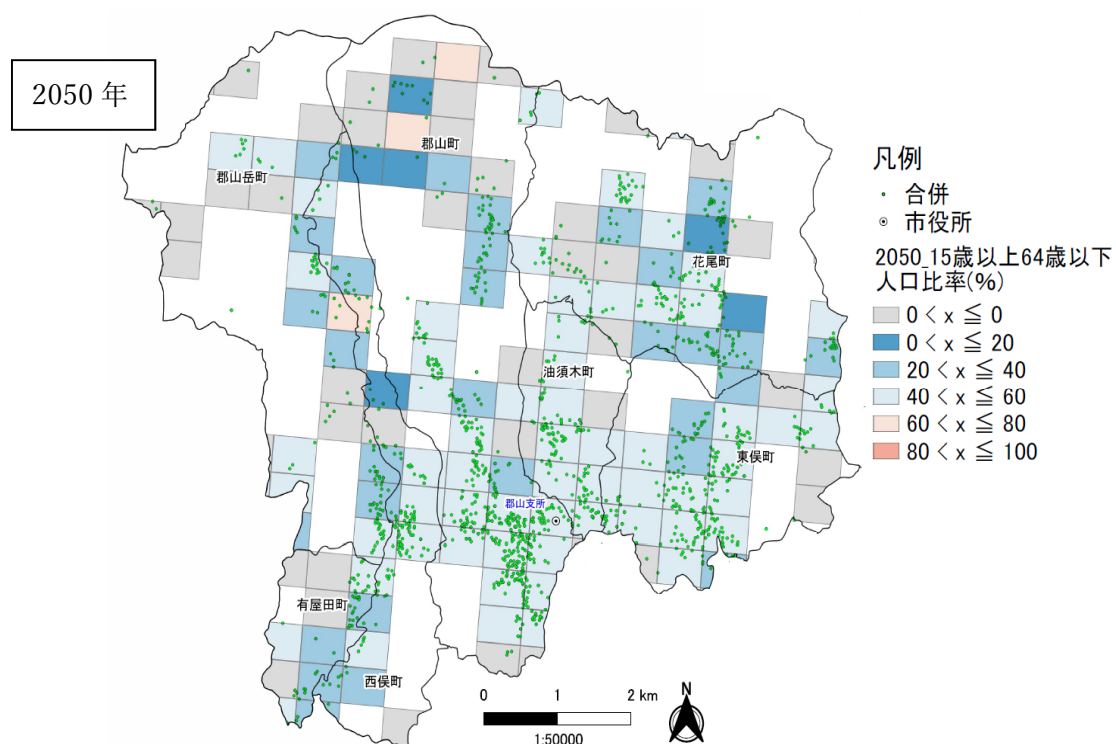 2050 年
郡山町
郡山岳町
花尾町
油須木町
東俣町
郡山支所
有屋田町
西俣町
凡例
合併
市役所
2050_15歳以上64歳以下
人口比率(%)
0 < x ≦ 0
0 < x ≦ 20
20 < x ≦ 40
40 < x ≦ 60
60 < x ≦ 80
80 < x ≦ 100
0 1 2 km
1:50000
N